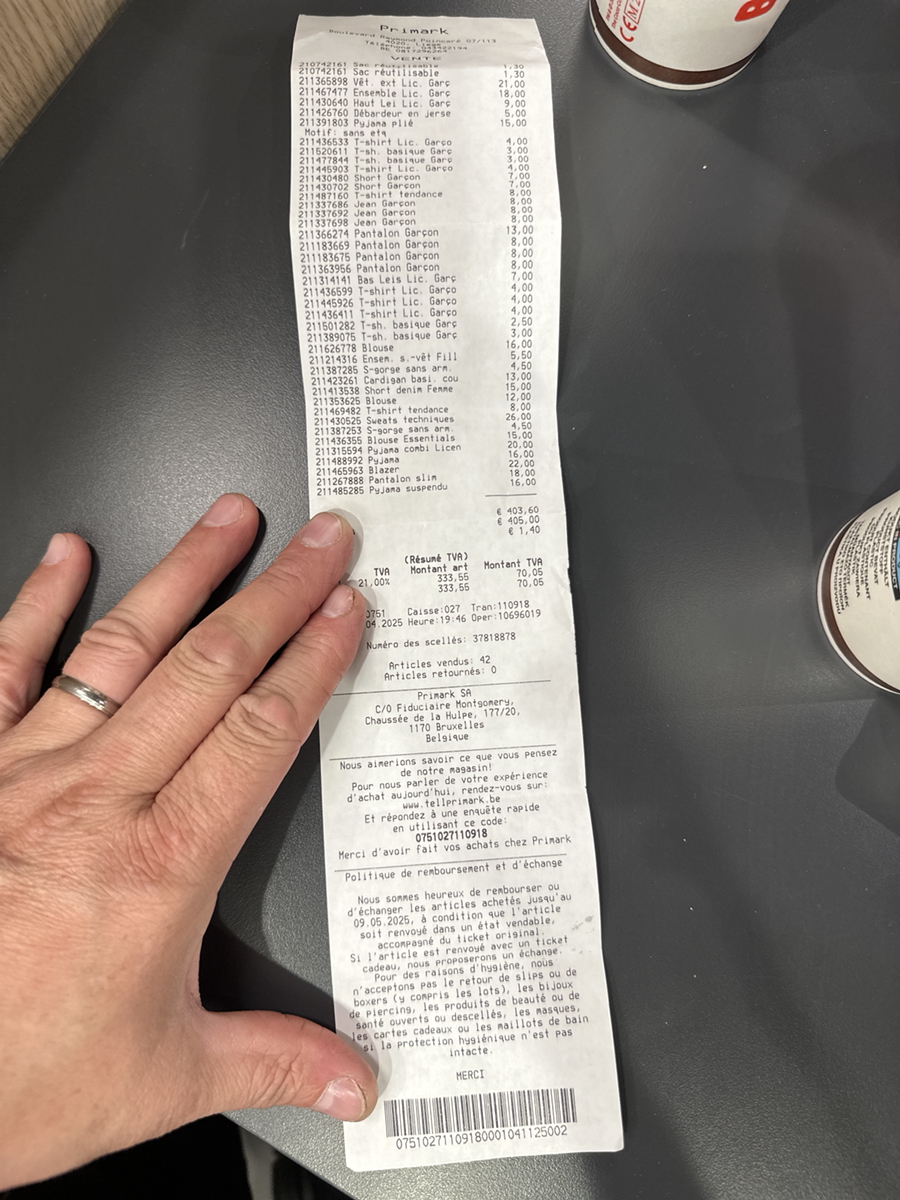 Primark
Boulevard Raymond Poincaré 07/113
4020, Liege
Téléphone: 043422194
BE 0817296264
VENTE
210742161 Sac réutilisable 1,30
210742161 Sac réutilisable 1,30
211365898 Vêt. ext Lic. Garç 21,00
211467477 Ensemble Lic. Garç 18,00
211430640 Haut Lei Lic. Garç 9,00
211426760 Débardeur en jerse 5,00
211391803 Pyjama plié 15,00
Motif: sans etq
211436533 T-shirt Lic. Garço 4,00
211520611 T-sh. basique Garç 3,00
211477844 T-sh. basique Garç 3,00
211445903 T-shirt Lic. Garço 4,00
211430480 Short Garçon 7,00
211430702 Short Garçon 7,00
211487160 T-shirt tendance 8,00
211337686 Jean Garçon 8,00
211337692 Jean Garçon 8,00
211337698 Jean Garçon 8,00
211366274 Pantalon Garçon 13,00
211183669 Pantalon Garçon 8,00
211183675 Pantalon Garçon 8,00
211363956 Pantalon Garçon 8,00
211314141 Bas Leis Lic. Garç 7,00
211436599 T-shirt Lic. Garço 4,00
211445926 T-shirt Lic. Garço 4,00
211436411 T-shirt Lic. Garço 4,00
211501282 T-sh. basique Garç 2,50
211389075 T-sh. basique Garç 3,00
211626778 Blouse 16,00
211214316 Ensem. s.-vêt Fill 5,50
211387285 S-gorge sans arm. 4,50
211423261 Cardigan basi. cou 13,00
211413538 Short denim Femme 15,00
211353625 Blouse 12,00
211469482 T-shirt tendance 8,00
211430525 Sweats techniques 26,00
211387253 S-gorge sans arm. 4,50
211436355 Blouse Essentials 15,00
211315594 Pyjama combi Licen 20,00
211488992 Pyjama 16,00
211465963 Blazer 22,00
211267888 Pantalon slim 18,00
211485285 Pyjama suspendu 16,00
€ 403,60
€ 405,00
€ 1,40
(Résumé TVA)
TVA Montant art Montant TVA
21,00% 333,55 70,05
333,55 70,05
0751 Caisse:027 Tran:110918
04.2025 Heure:19:46 Oper:10696019
Numéro des scellés: 37818878
Articles vendus: 42
Articles retournés: 0
Primark SA
C/O Fiduciaire Montgomery,
Chaussée de la Hulpe, 177/20,
1170 Bruxelles
Belgique
Nous aimerions savoir ce que vous pensez
de notre magasin!
Pour nous parler de votre expérience
d'achat aujourd'hui, rendez-vous sur:
www.tellprimark.be
Et répondez à une enquête rapide
en utilisant ce code:
0751027110918
Merci d'avoir fait vos achats chez Primark
Politique de remboursement et d'échange
Nous sommes heureux de rembourser ou
d'échanger les articles achetés jusqu'au
09.05.2025, à condition que l'article
soit renvoyé dans un état vendable,
accompagné du ticket original.
Si l'article est renvoyé avec un ticket
cadeau, nous proposerons un échange.
Pour des raisons d'hygiène, nous
n'acceptons pas le retour de slips ou de
boxers (y compris les lots), les bijoux
de piercing, les produits de beauté ou de
santé ouverts ou descellés, les masques,
les cartes cadeaux ou les maillots de bain
si la protection hygiénique n'est pas
intacte.
MERCI
07510271109180001041125002